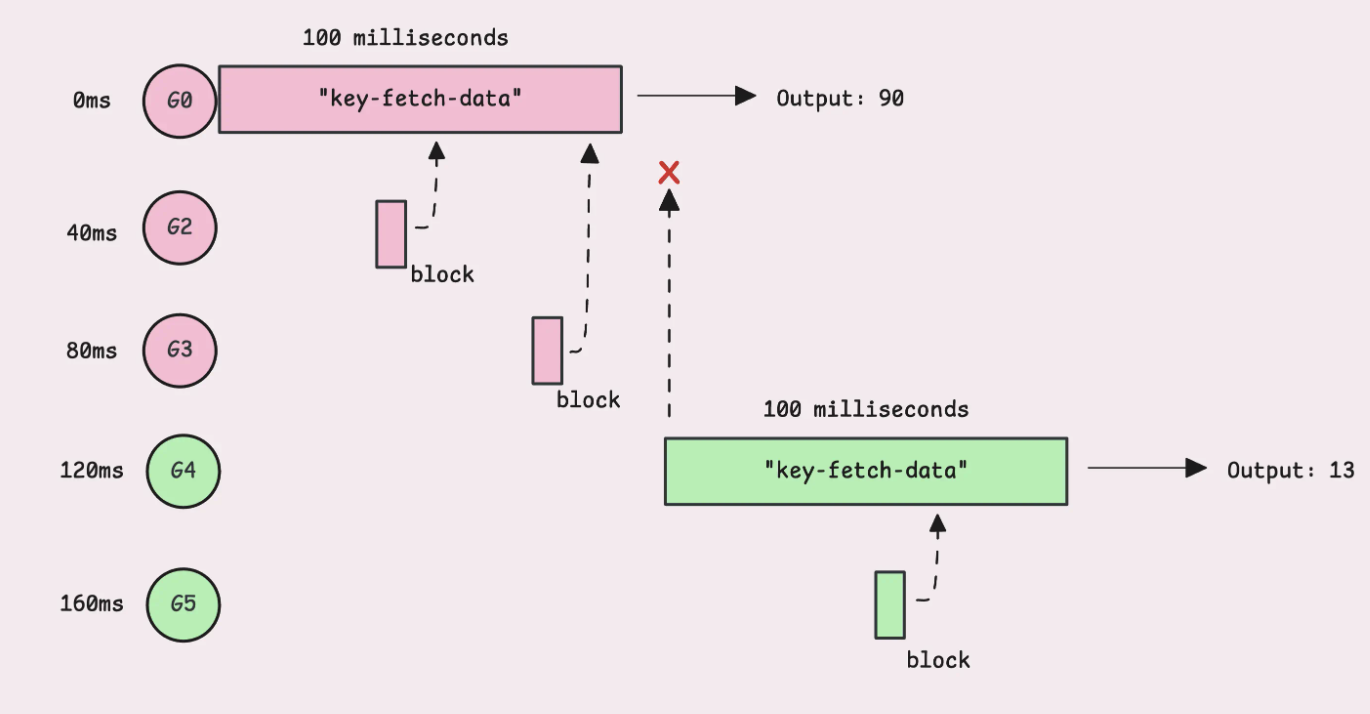 100 milliseconds
0ms G0 "key-fetch-data" Output: 90
40ms G2
block
80ms G3
block
100 milliseconds
120ms G4 "key-fetch-data" Output: 13
160ms G5
block